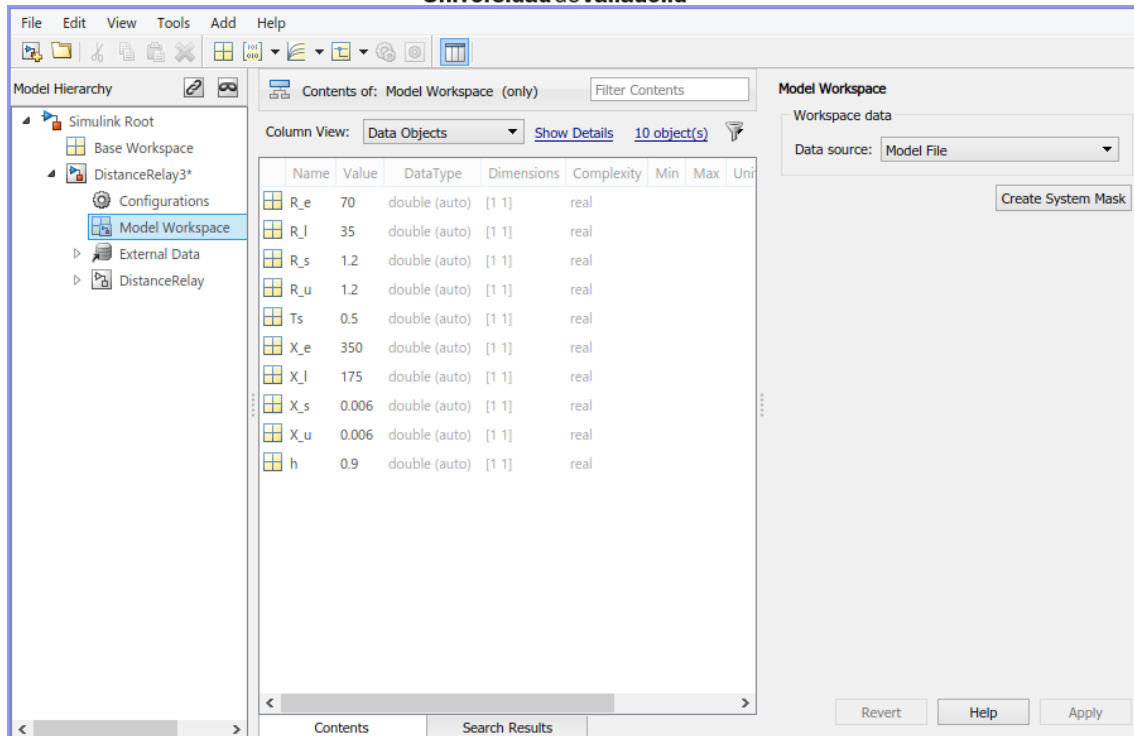 Universidad de Valladolid
File Edit View Tools Add Help
Model Hierarchy
Simulink Root
Base Workspace
DistanceRelay3*
Configurations
Model Workspace
External Data
DistanceRelay
Contents of: Model Workspace (only) Filter Contents
Column View: Data Objects Show Details 10 object(s)
Name Value DataType Dimensions Complexity Min Max Uni
R_e 70 double (auto) [1 1] real
R_l 35 double (auto) [1 1] real
R_s 1.2 double (auto) [1 1] real
R_u 1.2 double (auto) [1 1] real
Ts 0.5 double (auto) [1 1] real
X_e 350 double (auto) [1 1] real
X_l 175 double (auto) [1 1] real
X_s 0.006 double (auto) [1 1] real
X_u 0.006 double (auto) [1 1] real
h 0.9 double (auto) [1 1] real
Contents Search Results
Model Workspace
Workspace data
Data source: Model File
Create System Mask
Revert Help Apply